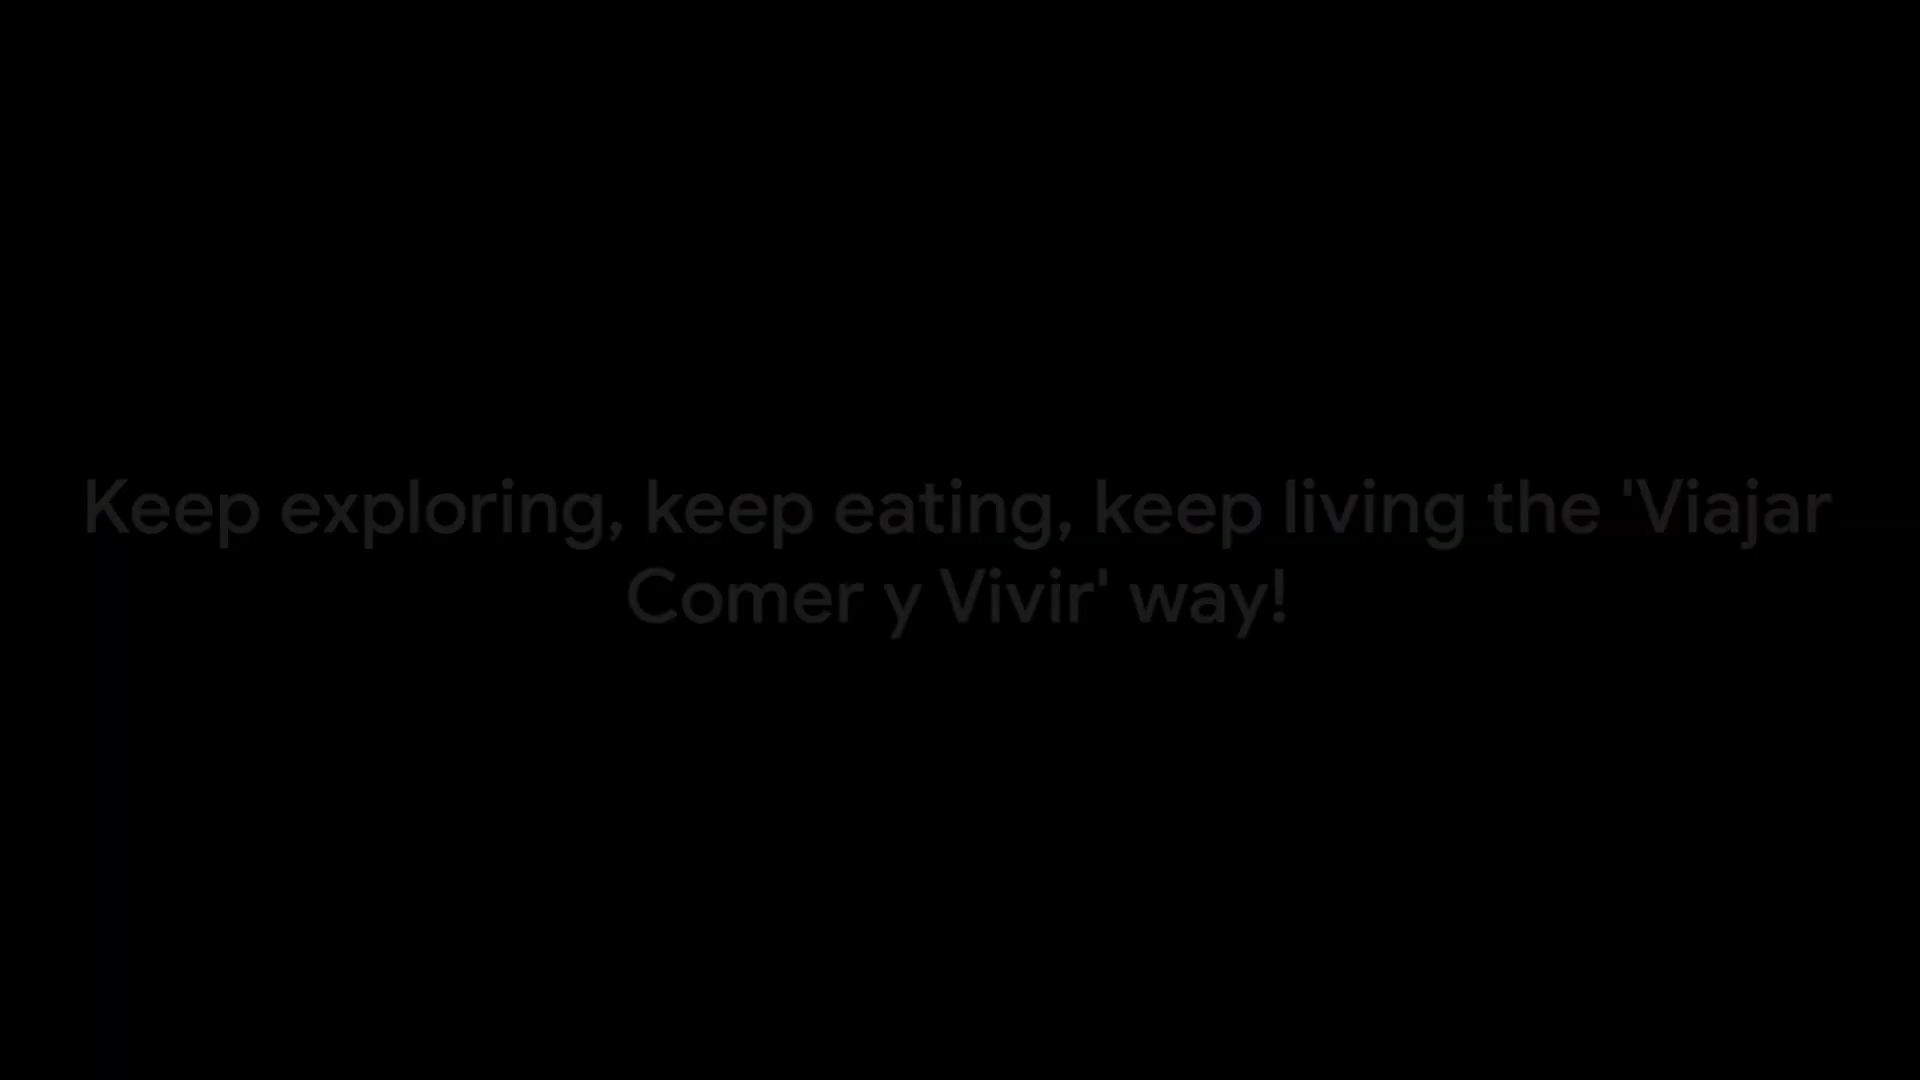 Keep exploring, keep eating, keep living the 'Viajar
Comer y Vivir' way!